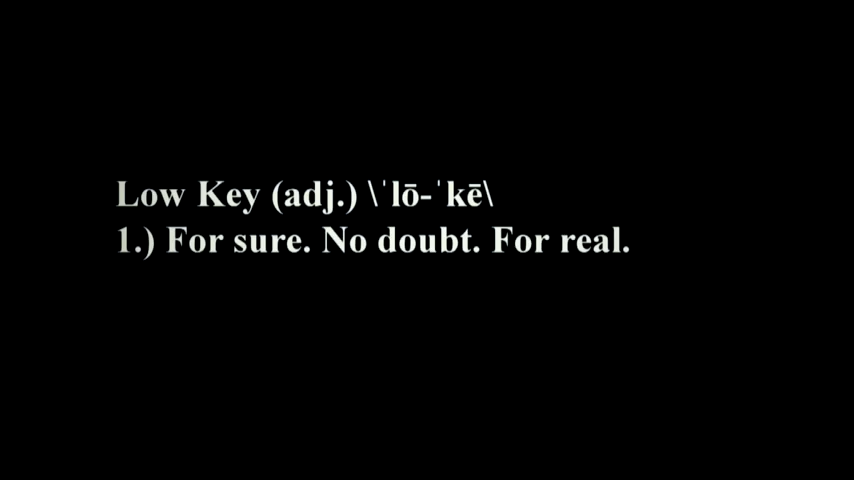 Low Key (adj.) \ˈlō-ˈkē\
1.) For sure. No doubt. For real.